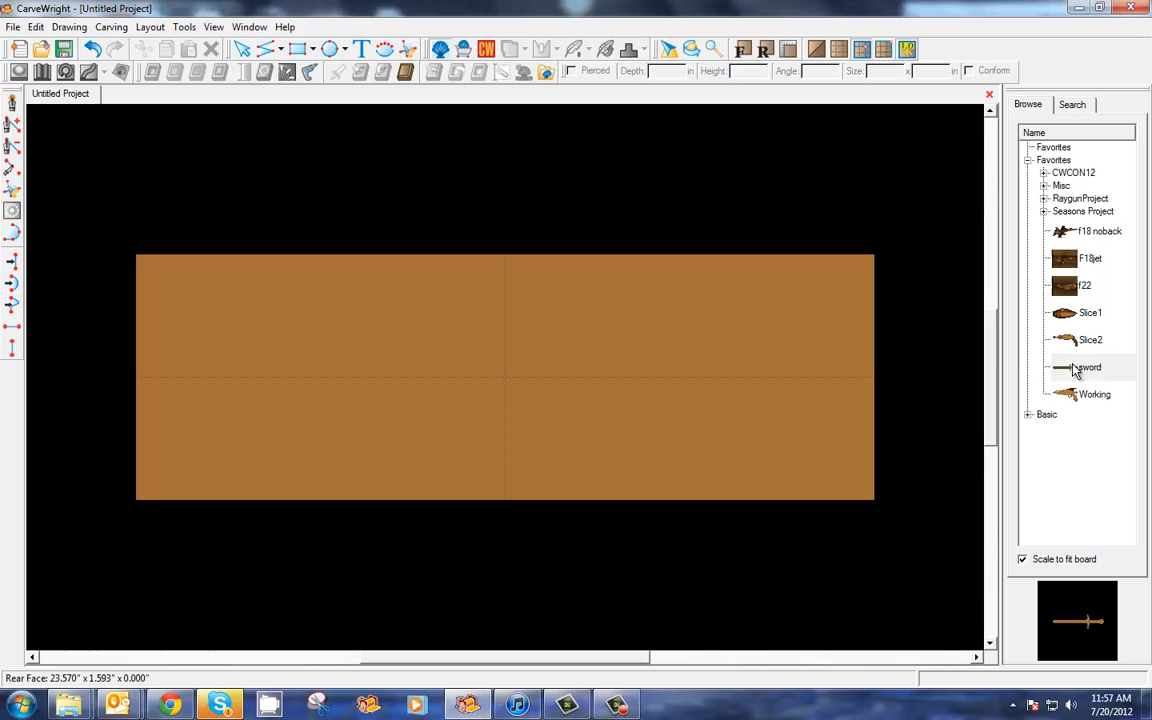 CarveWright - [Untitled Project]
File Edit Drawing Carving Layout Tools View Window Help
CW
F R
Pierced Depth: in Height: Angle: Size: x in Conform
Untitled Project
Browse Search
Name
Favorites
Favorites
CWCON12
Misc
RaygunProject
Seasons Project
f18 noback
F18jet
f22
Slice1
Slice2
sword
Working
Basic
Scale to fit board
Rear Face: 23.570" x 1.593" x 0.000"
11:57 AM
7/20/2012